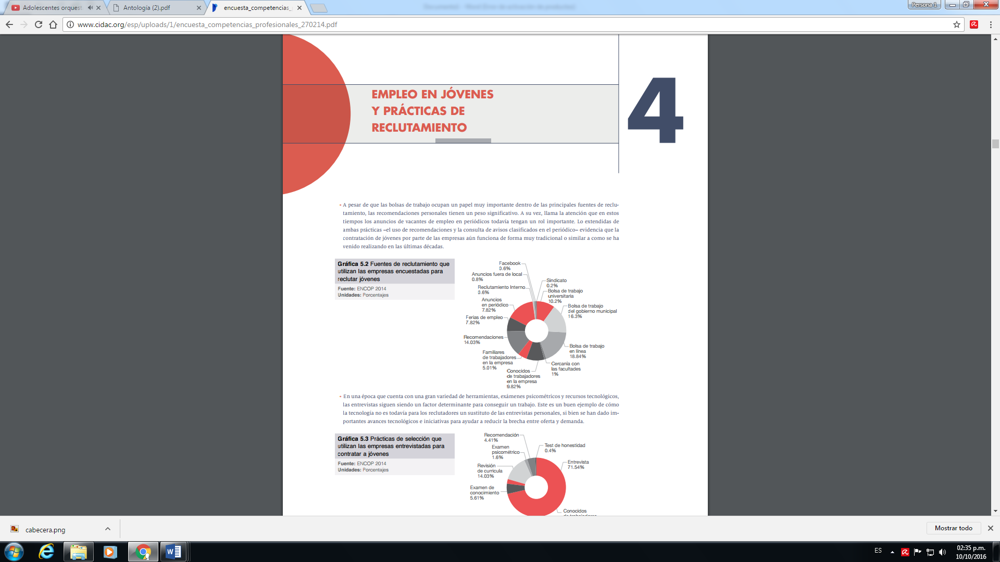 Persona 1
Adolescentes orquest
Antología (2).pdf
encuesta_competencias_
www.cidac.org/esp/uploads/1/encuesta_competencias_profesionales_270214.pdf
EMPLEO EN JÓVENES
Y PRÁCTICAS DE
RECLUTAMIENTO
4
• A pesar de que las bolsas de trabajo ocupan un papel muy importante dentro de las principales fuentes de reclu-
tamiento, las recomendaciones personales tienen un peso significativo. A su vez, llama la atención que en estos
tiempos los anuncios de vacantes de empleo en periódicos todavía tengan un rol importante. Lo extendidas de
ambas prácticas –el uso de recomendaciones y la consulta de avisos clasificados en el periódico– evidencia que la
contratación de jóvenes por parte de las empresas aún funciona de forma muy tradicional o similar a como se ha
venido realizando en las últimas décadas.
Gráfica 5.2 Fuentes de reclutamiento que
utilizan las empresas encuestadas para
reclutar jóvenes
Fuente: ENCOP 2014
Unidades: Porcentajes
Facebook
0.6%
Anuncios fuera de local
0.8%
Reclutamiento Interno
0.6%
Anuncios
en periódico
7.82%
Ferias de empleo
7.82%
Recomendaciones
14.03%
Familiares
de trabajadores
en la empresa
5.01%
Conocidos
de trabajadores
en la empresa
9.82%
Sindicato
0.2%
Bolsa de trabajo
universitaria
10.2%
Bolsa de trabajo
del gobierno municipal
16.3%
Bolsa de trabajo
en línea
18.84%
Cercanía con
las facultades
1%
• En una época que cuenta con una gran variedad de herramientas, exámenes psicométricos y recursos tecnológicos,
las entrevistas siguen siendo un factor determinante para conseguir un trabajo. Este es un buen ejemplo de cómo
la tecnología no es todavía para los reclutadores un sustituto de las entrevistas personales, si bien se han dado im-
portantes avances tecnológicos e iniciativas para ayudar a reducir la brecha entre oferta y demanda.
Gráfica 5.3 Prácticas de selección que
utilizan las empresas entrevistadas para
contratar a jóvenes
Fuente: ENCOP 2014
Unidades: Porcentajes
Recomendación
4.41%
Examen
psicométrico
1.6%
Revisión
de currícula
14.03%
Examen de
conocimiento
5.61%
Test de honestidad
0.4%
Entrevista
71.54%
Conocidos
de trabajadores
cabecera.png
Mostrar todo
ES
02:35 p.m.
10/10/2016